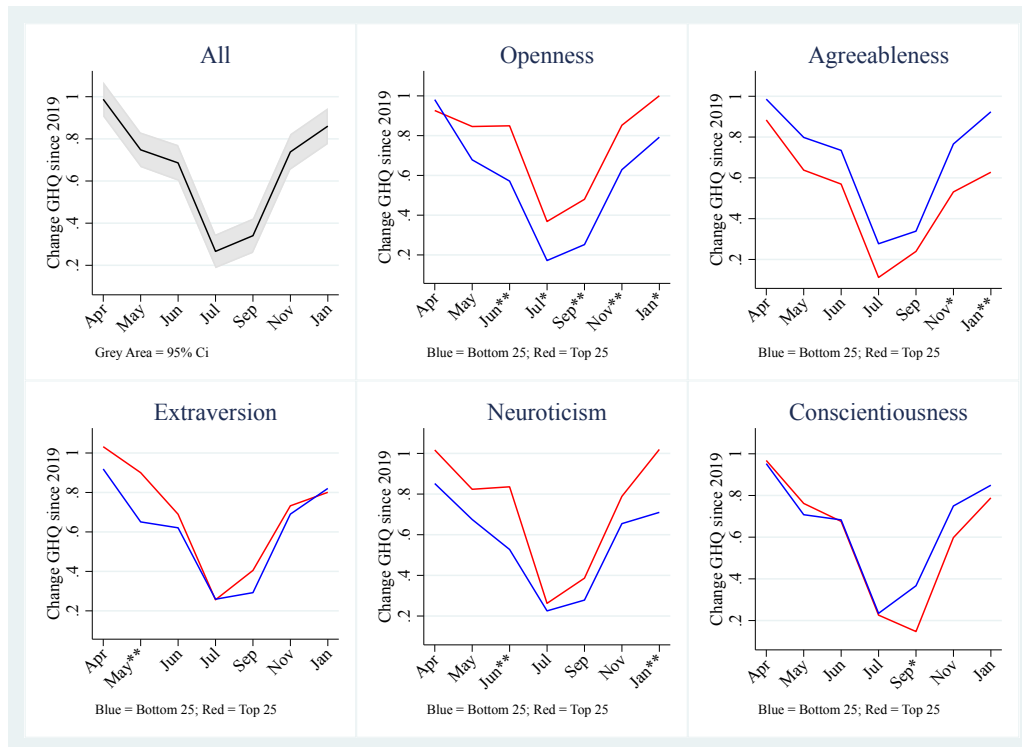 All
Change GHQ since 2019
1
.8
.6
.4
.2
Apr
May
Jun
Jul
Sep
Nov
Jan
Grey Area = 95% Ci
Openness
Change GHQ since 2019
1
.8
.6
.4
.2
Apr
May
Jun**
Jul*
Sep**
Nov**
Jan*
Blue = Bottom 25; Red = Top 25
Agreeableness
Change GHQ since 2019
1
.8
.6
.4
.2
Apr
May
Jun
Jul
Sep
Nov*
Jan**
Blue = Bottom 25; Red = Top 25
Extraversion
Change GHQ since 2019
1
.8
.6
.4
.2
Apr
May**
Jun
Jul
Sep
Nov
Jan
Blue = Bottom 25; Red = Top 25
Neuroticism
Change GHQ since 2019
1
.8
.6
.4
.2
Apr
May
Jun**
Jul
Sep
Nov
Jan**
Blue = Bottom 25; Red = Top 25
Conscientiousness
Change GHQ since 2019
1
.8
.6
.4
.2
Apr
May
Jun
Jul
Sep*
Nov
Jan
Blue = Bottom 25; Red = Top 25